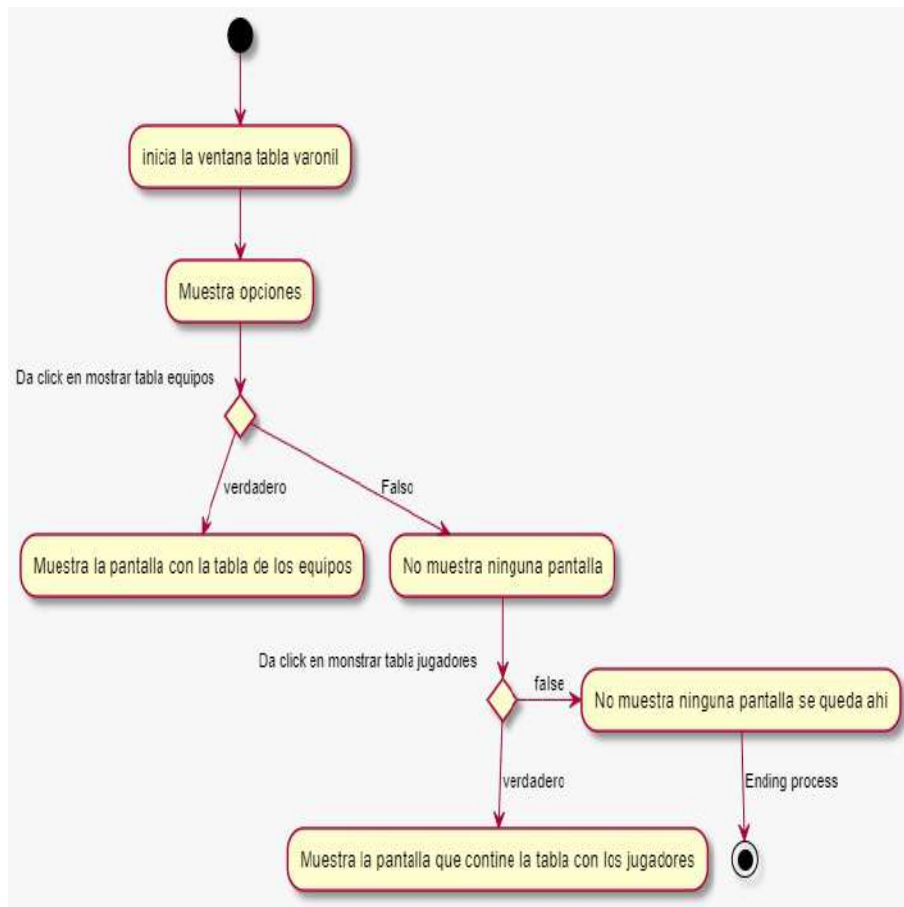 inicia la ventana tabla varonil
Muestra opciones
Da click en mostrar tabla equipos
verdadero
Falso
Muestra la pantalla con la tabla de los equipos
No muestra ninguna pantalla
Da click en monstrar tabla jugadores
false
No muestra ninguna pantalla se queda ahi
verdadero
Ending process
Muestra la pantalla que contine la tabla con los jugadores